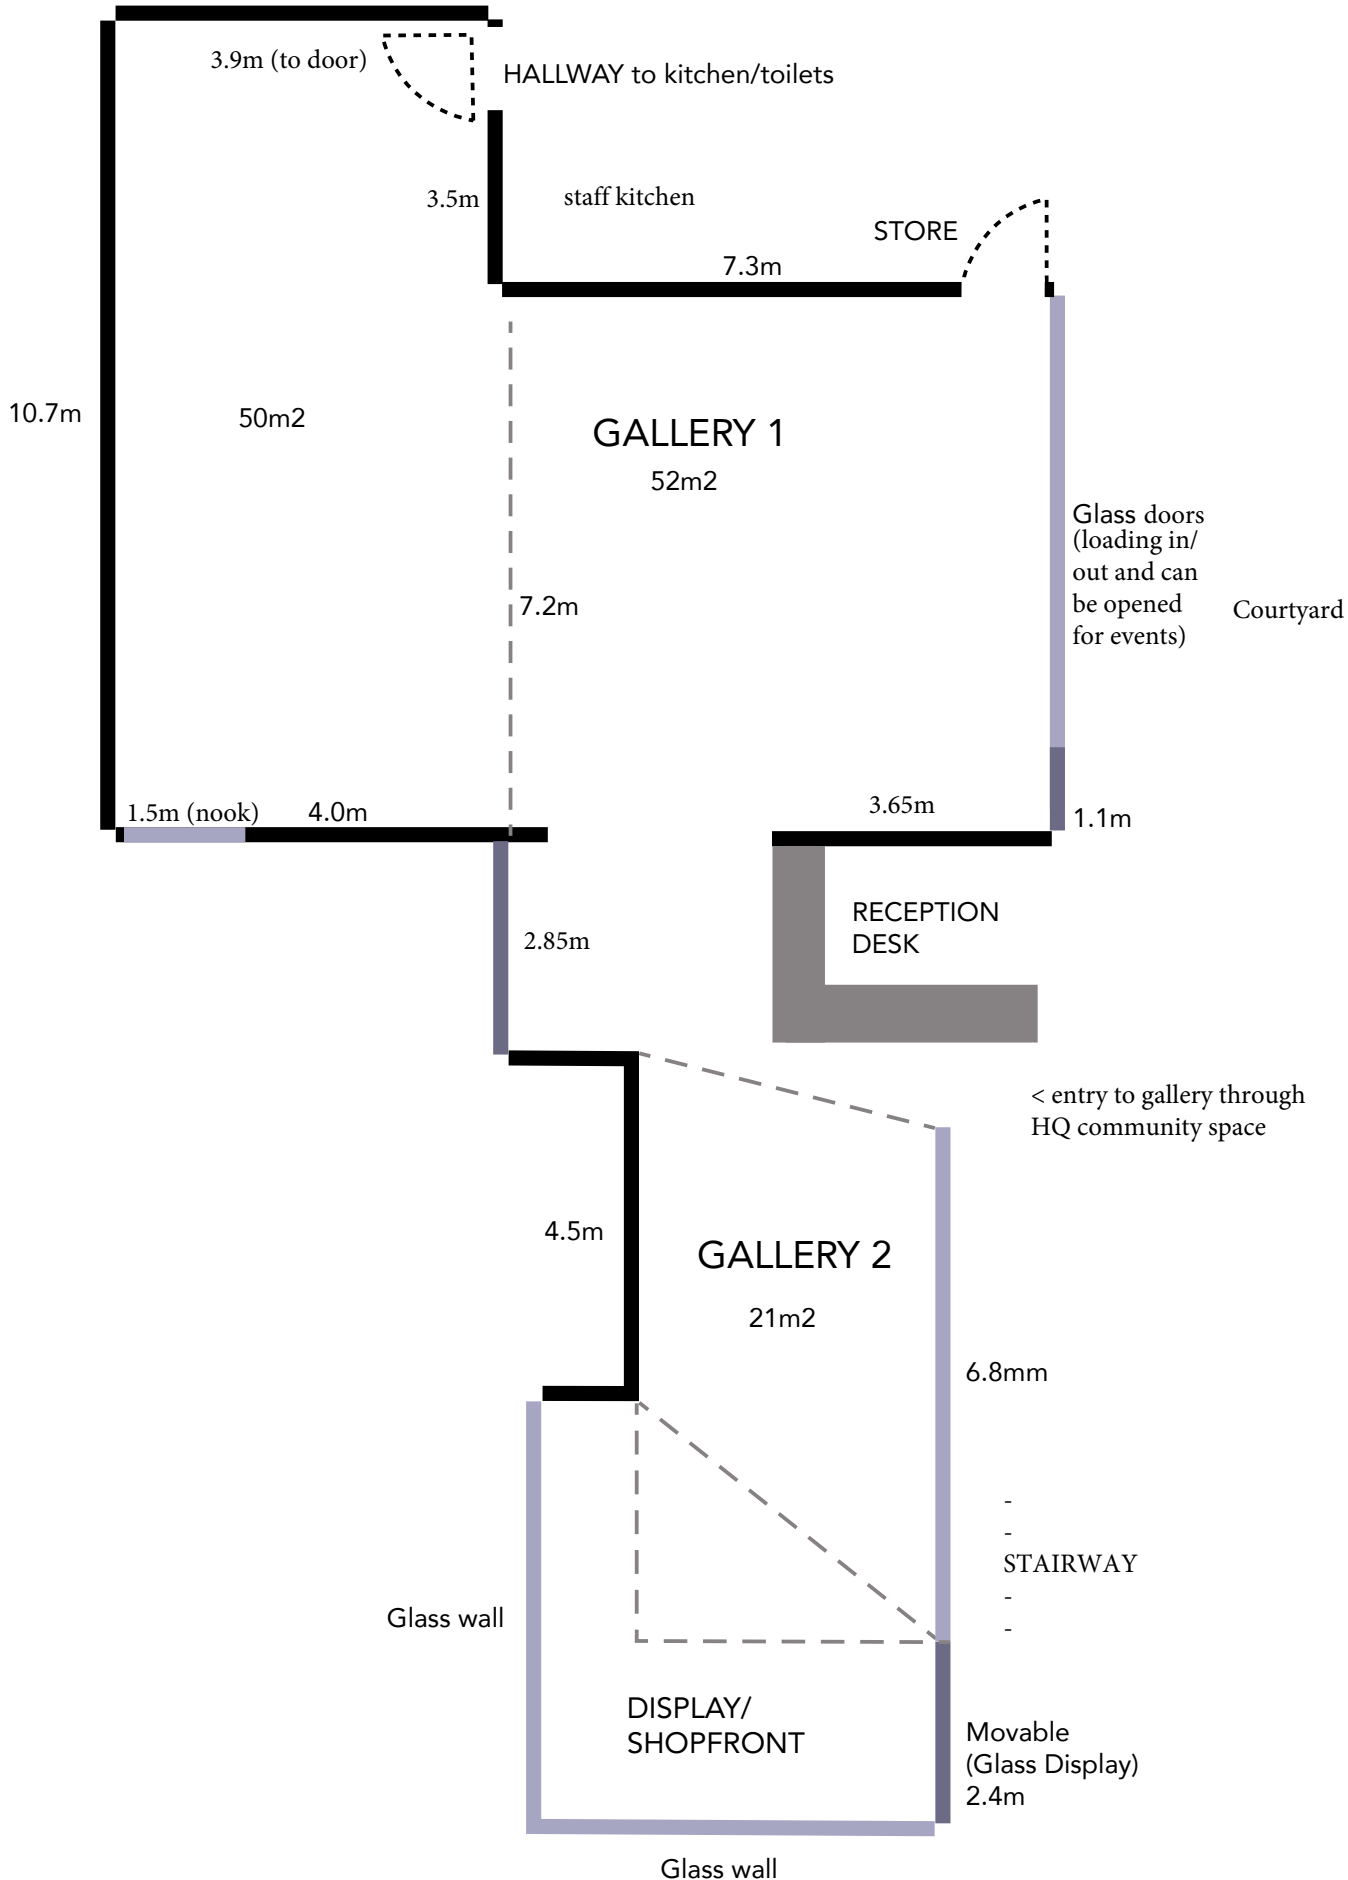 3.9m (to door)
HALLWAY to kitchen/toilets
3.5m
staff kitchen
STORE
7.3m
10.7m
50m2
GALLERY 1
52m2
Glass doors
(loading in/
out and can
be opened
for events)
Courtyard
7.2m
1.5m (nook)
4.0m
3.65m
1.1m
RECEPTION
DESK
2.85m
< entry to gallery through
HQ community space
4.5m
GALLERY 2
21m2
6.8mm
-
-
STAIRWAY
-
-
Glass wall
DISPLAY/
SHOPFRONT
Movable
(Glass Display)
2.4m
Glass wall